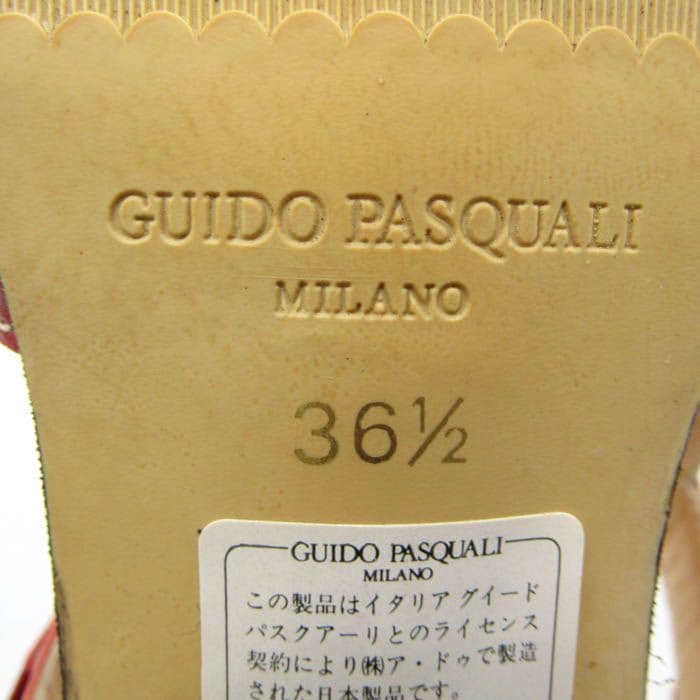 GUIDO PASQUALI
MILANO
36½
GUIDO PASQUALI
MILANO
この製品はイタリア グイード
パスクアーリとのライセンス
契約により㈱ア・ドゥで製造
された日本製品です。